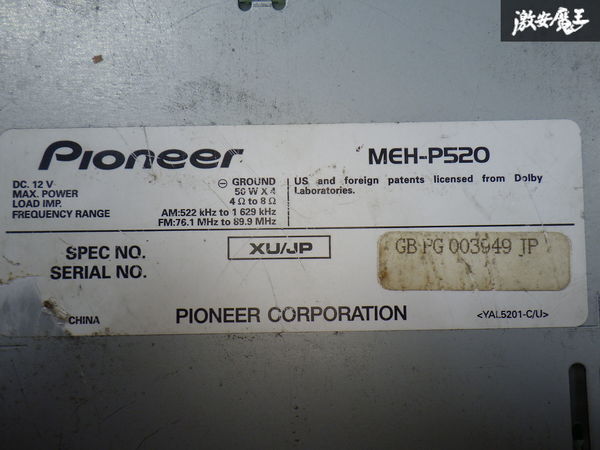 激安魔王
Pioneer
MEH-P520
DC. 12 V
MAX. POWER
LOAD IMP.
FREQUENCY RANGE
⊖ GROUND
50 W X 4
4 Ω to 8 Ω
AM:522 kHz to 1 629 kHz
FM:76.1 MHz to 89.9 MHz
US and foreign patents licensed from Dolby
Laboratories.
SPEC NO.
XU/JP
SERIAL NO.
GB PG 003949 JP
CHINA
PIONEER CORPORATION
<YAL5201-C/U>